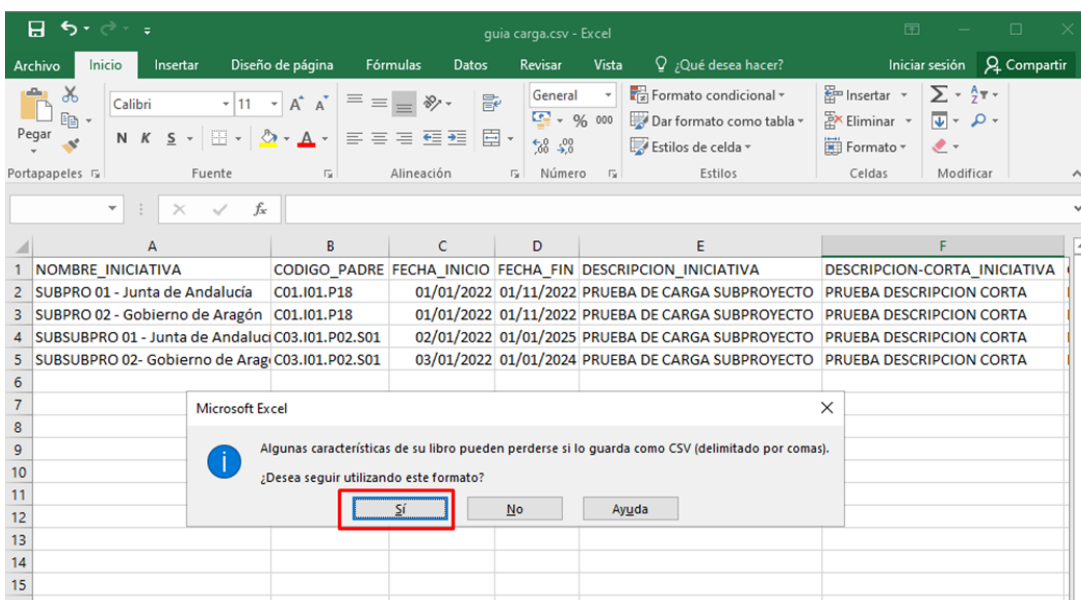 guia carga.csv - Excel
Archivo Inicio Insertar Diseño de página Fórmulas Datos Revisar Vista ¿Qué desea hacer? Iniciar sesión Compartir
Pegar
Calibri 11
N K S A
General
% 000
Formato condicional
Dar formato como tabla
Estilos de celda
Insertar
Eliminar
Formato
Portapapeles Fuente Alineación Número Estilos Celdas Modificar
fx
A B C D E F
1 NOMBRE_INICIATIVA CODIGO_PADRE FECHA_INICIO FECHA_FIN DESCRIPCION_INICIATIVA DESCRIPCION-CORTA_INICIATIVA
2 SUBPRO 01 - Junta de Andalucía C01.I01.P18 01/01/2022 01/11/2022 PRUEBA DE CARGA SUBPROYECTO PRUEBA DESCRIPCION CORTA
3 SUBPRO 02 - Gobierno de Aragón C01.I01.P18 01/01/2022 01/11/2022 PRUEBA DE CARGA SUBPROYECTO PRUEBA DESCRIPCION CORTA
4 SUBSUBPRO 01 - Junta de Andaluci C03.I01.P02.S01 02/01/2022 01/01/2025 PRUEBA DE CARGA SUBPROYECTO PRUEBA DESCRIPCION CORTA
5 SUBSUBPRO 02- Gobierno de Arag C03.I01.P02.S01 03/01/2022 01/01/2024 PRUEBA DE CARGA SUBPROYECTO PRUEBA DESCRIPCION CORTA
6
7
8
9
10
11
12
13
14
15
Microsoft Excel
Algunas características de su libro pueden perderse si lo guarda como CSV (delimitado por comas).
¿Desea seguir utilizando este formato?
Sí No Ayuda